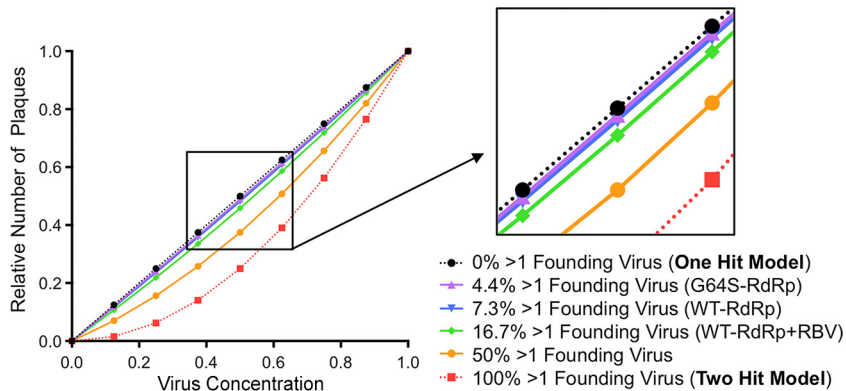 Relative Number of Plaques
1.0
0.8
0.6
0.4
0.2
0.0
0.0 0.2 0.4 0.6 0.8 1.0
Virus Concentration
0% >1 Founding Virus (One Hit Model)
4.4% >1 Founding Virus (G64S-RdRp)
7.3% >1 Founding Virus (WT-RdRp)
16.7% >1 Founding Virus (WT-RdRp+RBV)
50% >1 Founding Virus
100% >1 Founding Virus (Two Hit Model)